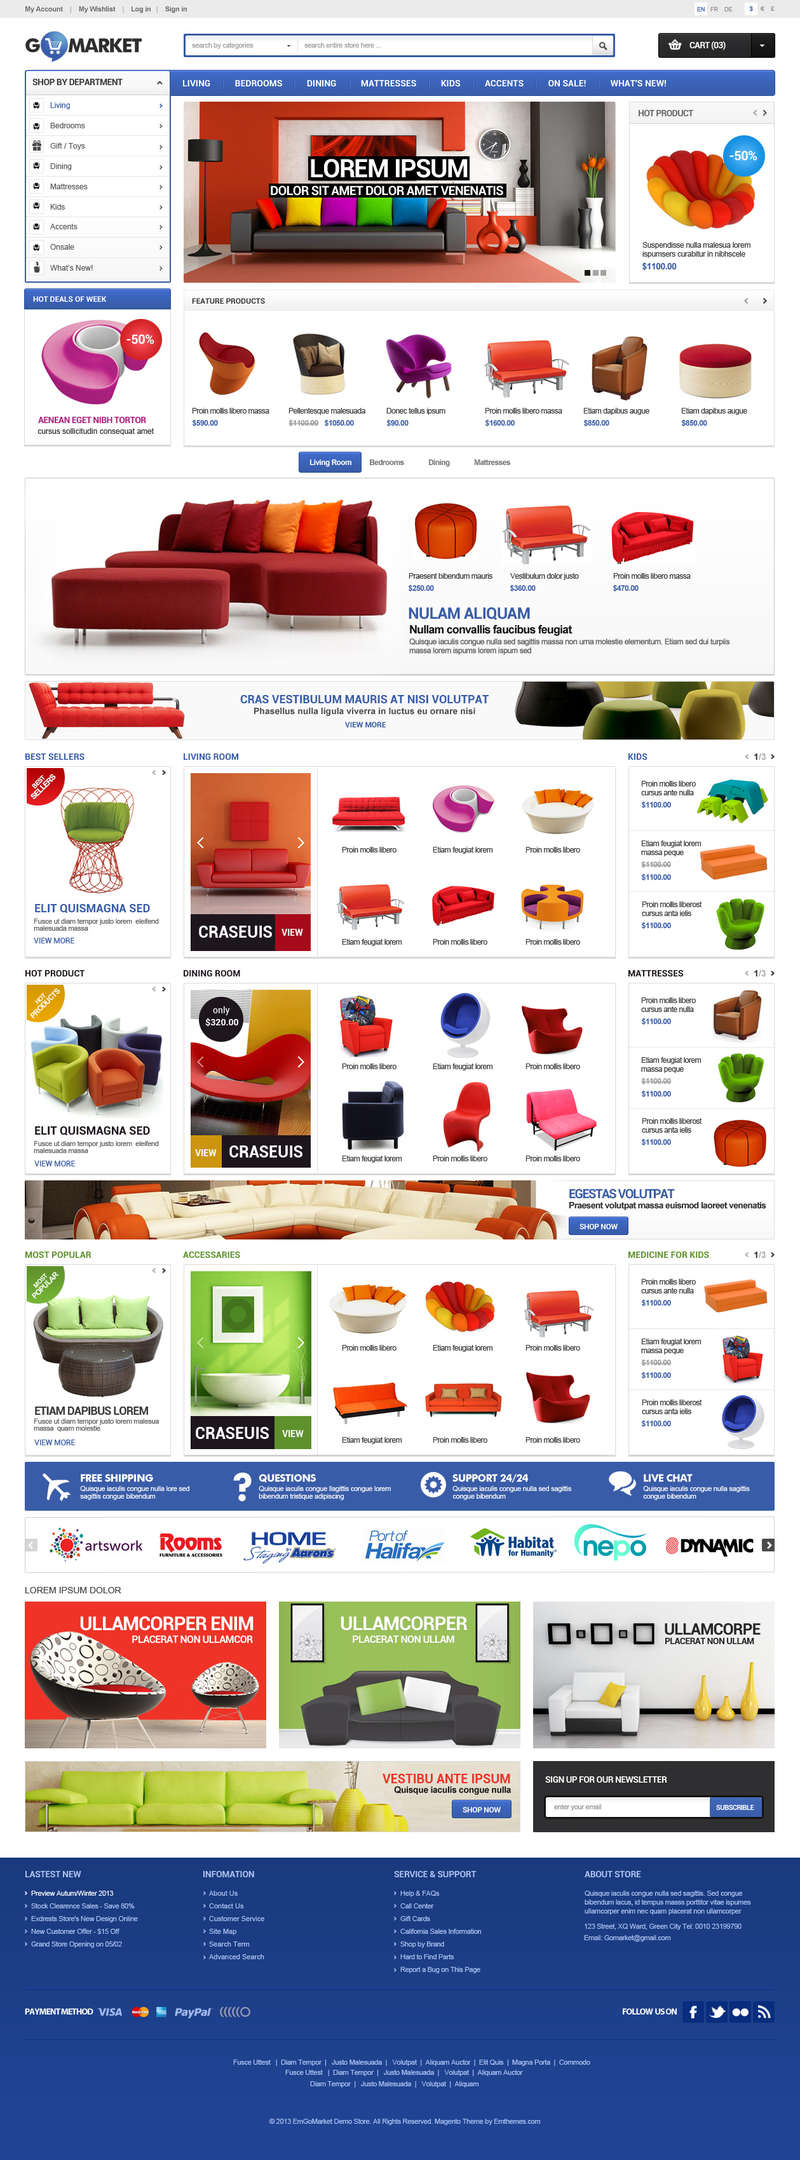 My Account | My Wishlist | Log in | Sign in
EN FR DE $ € £
GOMARKET
search by categories
search entire store here ...
CART (03)
SHOP BY DEPARTMENT
LIVING BEDROOMS DINING MATTRESSES KIDS ACCENTS ON SALE! WHAT'S NEW!
Living
Bedrooms
Gift / Toys
Dining
Mattresses
Kids
Accents
Onsale
What's New!
LOREM IPSUM
DOLOR SIT AMET DOLOR AMET VENENATIS
HOT PRODUCT
-50%
Suspendisse nulla malesua lorem
ispumsers curabitur in nibhscele
$1100.00
HOT DEALS OF WEEK
-50%
AENEAN EGET NIBH TORTOR
cursus sollicitudin consequat amet
FEATURE PRODUCTS
Proin mollis libero massa
$590.00
Pellentesque malesuada
$1100.00 $1050.00
Donec tellus ipsum
$90.00
Proin mollis libero massa
$1600.00
Etiam dapibus augue
$850.00
Etiam dapibus augue
$850.00
Living Room Bedrooms Dining Mattresses
Praesent bibendum mauris
$250.00
Vestibulum dolor justo
$360.00
Proin mollis libero massa
$470.00
NULAM ALIQUAM
Nullam convallis faucibus feugiat
Quisque iaculis congue nulla sed sagittis massa non urna molestie elementum. Etiam sed dui turpiis
massa lorem ispums lorem ispum sed
CRAS VESTIBULUM MAURIS AT NISI VOLUTPAT
Phasellus nulla ligula viverra in luctus eu ornare nisi
VIEW MORE
BEST SELLERS
BEST
SELLERS
ELIT QUISMAGNA SED
Fusce ut diam tempor justo lorem eleifend
malesuada massa
VIEW MORE
LIVING ROOM
CRASEUIS VIEW
Proin mollis libero
Etiam feugiat lorem
Proin mollis libero
Etiam feugiat lorem
Proin mollis libero
Proin mollis libero
KIDS
1/3
Proin mollis libero
cursus ante nulla
$1100.00
Etiam feugiat lorem
massa peque
$1100.00
$1100.00
Proin mollis liberost
cursus anta ielis
$1100.00
HOT PRODUCT
HOT
PRODUCTS
ELIT QUISMAGNA SED
Fusce ut diam tempor justo lorem eleifend
malesuada massa
VIEW MORE
DINING ROOM
only
$320.00
VIEW CRASEUIS
Proin mollis libero
Etiam feugiat lorem
Proin mollis libero
Etiam feugiat lorem
Proin mollis libero
Proin mollis libero
MATTRESSES
1/3
Proin mollis libero
cursus ante nulla
$1100.00
Etiam feugiat lorem
massa peque
$1100.00
$1100.00
Proin mollis liberost
cursus anta ielis
$1100.00
EGESTAS VOLUTPAT
Praesent volutpat massa euismod laoreet venenatis
SHOP NOW
MOST POPULAR
MOST
POPULAR
ETIAM DAPIBUS LOREM
Fusce ut diam tempor justo lorem malesua
massa quam molestie
VIEW MORE
ACCESSARIES
CRASEUIS VIEW
Proin mollis libero
Etiam feugiat lorem
Proin mollis libero
Etiam feugiat lorem
Proin mollis libero
Proin mollis libero
MEDICINE FOR KIDS
1/3
Proin mollis libero
cursus ante nulla
$1100.00
Etiam feugiat lorem
massa peque
$1100.00
$1100.00
Proin mollis liberost
cursus anta ielis
$1100.00
FREE SHIPPING
Quisque iaculis congue nulla lore sed
sagittis congue bibendum
QUESTIONS
Quisque iaculis congue llagittis congue lorem
bibendum tristique adipiscing
SUPPORT 24/24
Quisque iaculis congue nulla sed sagittis
congue bibendum
LIVE CHAT
Quisque iaculis congue nulla sagittis
congue bibendum
artswork
Rooms
FURNITURE & ACCESSORIES
HOME
Staging by Aaron's
Port of
Halifax
Habitat
for Humanity
nepo
DYNAMIC
LOREM IPSUM DOLOR
ULLAMCORPER ENIM
PLACERAT NON ULLAMCOR
ULLAMCORPER
PLACERAT NON ULLAM
ULLAMCORPE
PLACERAT NON ULLAM
VESTIBU ANTE IPSUM
Quisque iaculis congue nulla
SHOP NOW
SIGN UP FOR OUR NEWSLETTER
enter your email
SUBSCRIBLE
LASTEST NEW
Preview Autum/Winter 2013
Stock Clearence Sales - Save 80%
Exdtrests Store's New Design Online
New Customer Offer - $15 Off
Grand Store Opening on 05/02
INFOMATION
About Us
Contact Us
Customer Service
Site Map
Search Term
Advanced Search
SERVICE & SUPPORT
Help & FAQs
Call Center
Gift Cards
California Sales Information
Shop by Brand
Hard to Find Parts
Report a Bug on This Page
ABOUT STORE
Quisque iaculis congue nulla sed sagittis. Sed congue
bibendum lacus, id tempus massa porttitor vitae ispumes
ullamcorper enim nec quam placerat non ullamcorper
123 Street, XQ Ward, Green City Tel: 0010 23199790
Email: Gomarket@gmail.com
PAYMENT METHOD VISA PayPal
FOLLOW US ON
Fusce Uttest | Diam Tempor | Justo Malesuada | Volutpat | Aliquam Auctor | Elit Quis | Magna Porta | Commodo
Fusce Uttest | Diam Tempor | Justo Malesuada | Volutpat | Aliquam Auctor
Diam Tempor | Justo Malesuada | Volutpat | Aliquam
© 2013 EmGoMarket Demo Store. All Rights Reserved. Magento Theme by Emthemes.com